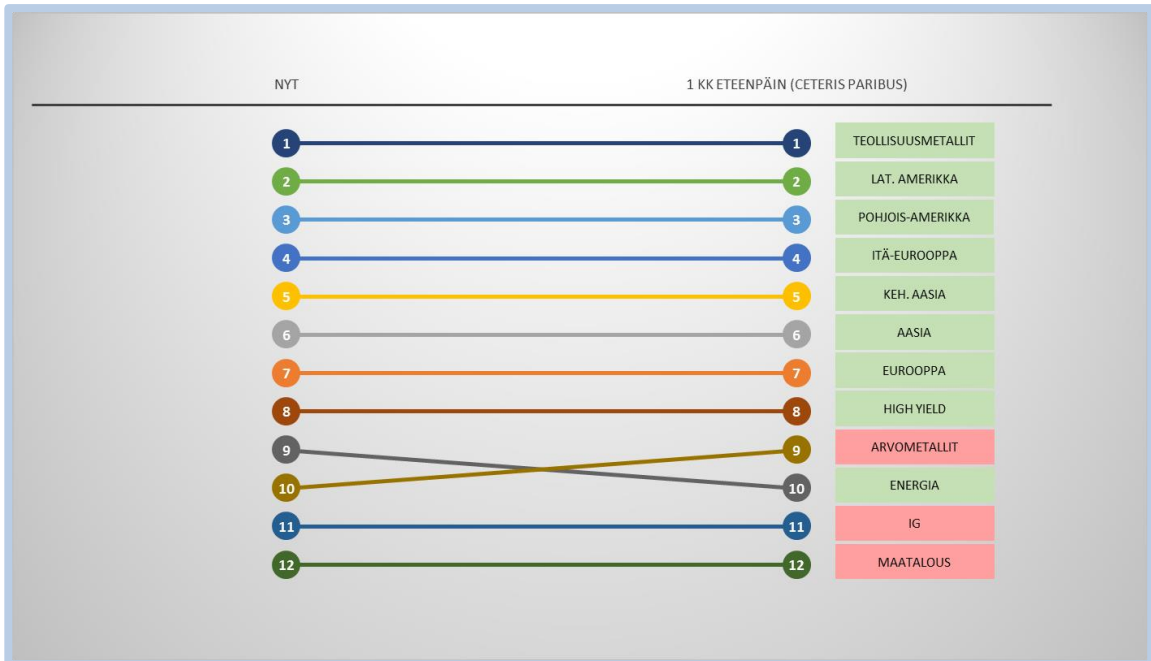 NYT 1 KK ETEENPÄIN (CETERIS PARIBUS)
1 1 TEOLLISUUSMETALLIT
2 2 LAT. AMERIKKA
3 3 POHJOIS-AMERIKKA
4 4 ITÄ-EUROOPPA
5 5 KEH. AASIA
6 6 AASIA
7 7 EUROOPPA
8 8 HIGH YIELD
9 9 ARVOMETALLIT
10 10 ENERGIA
11 11 IG
12 12 MAATALOUS